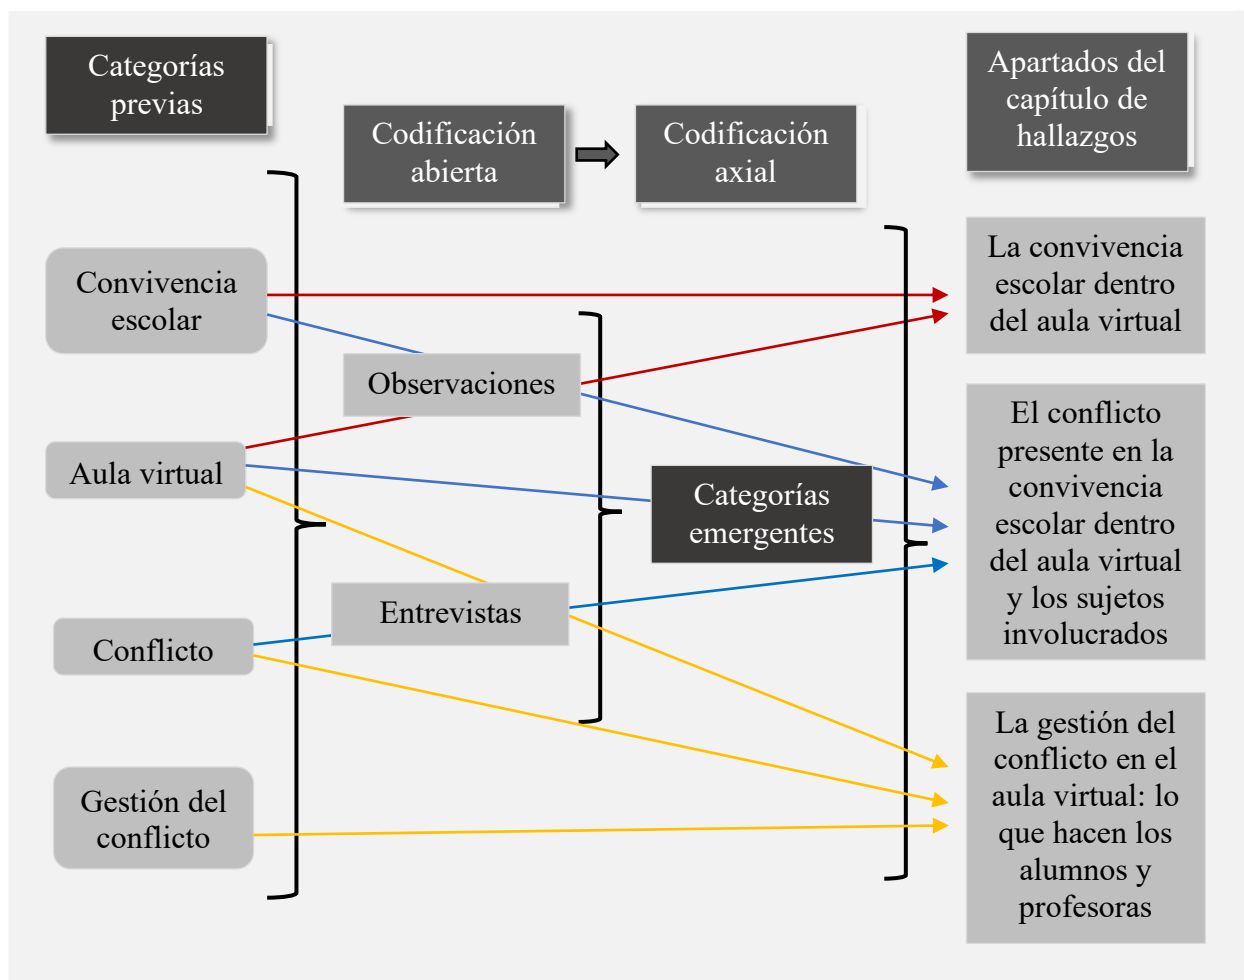 Categorías
previas
Codificación
abierta
Codificación
axial
Apartados del
capítulo de
hallazgos
Convivencia
escolar
Aula virtual
Conflicto
Gestión del
conflicto
Observaciones
Entrevistas
Categorías
emergentes
La convivencia
escolar dentro
del aula virtual
El conflicto
presente en la
convivencia
escolar dentro
del aula virtual
y los sujetos
involucrados
La gestión del
conflicto en el
aula virtual: lo
que hacen los
alumnos y
profesoras